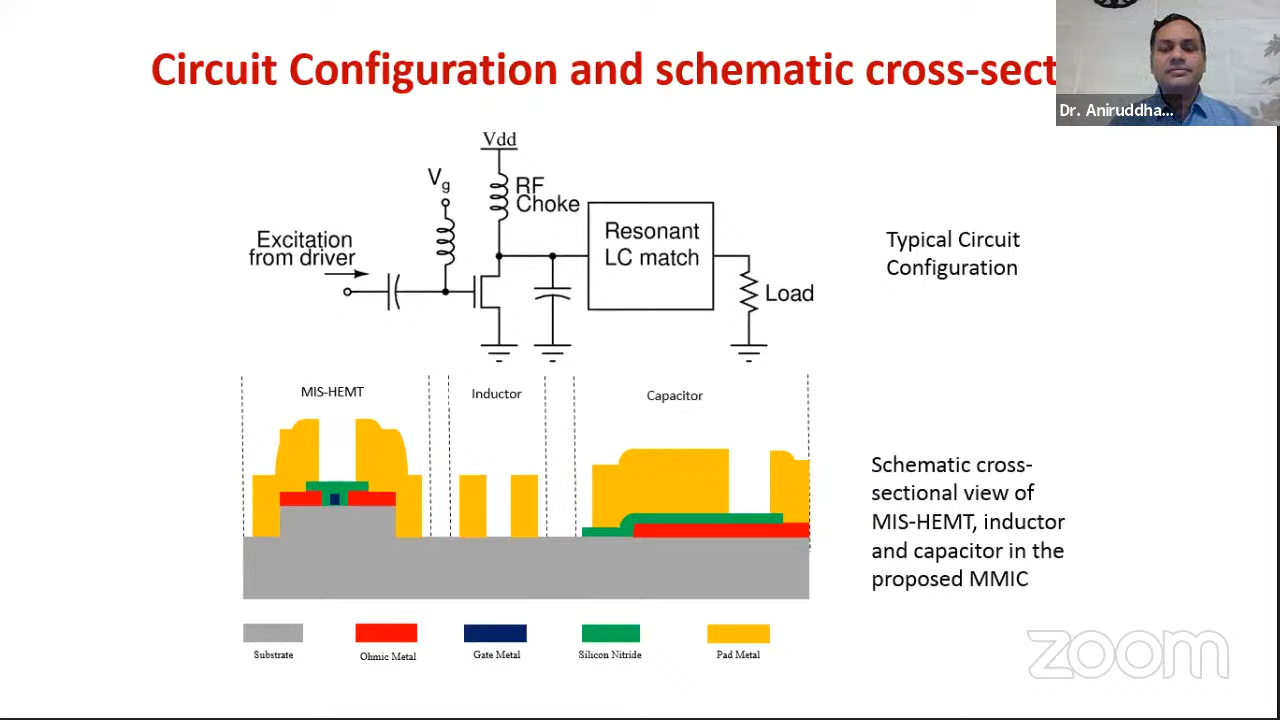 Circuit Configuration and schematic cross-sect
Dr. Aniruddha...
Vdd
Vg
RF
Choke
Excitation
from driver
Resonant
LC match
Load
Typical Circuit
Configuration
MIS-HEMT
Inductor
Capacitor
Schematic cross-
sectional view of
MIS-HEMT, inductor
and capacitor in the
proposed MMIC
Substrate
Ohmic Metal
Gate Metal
Silicon Nitride
Pad Metal
zoom